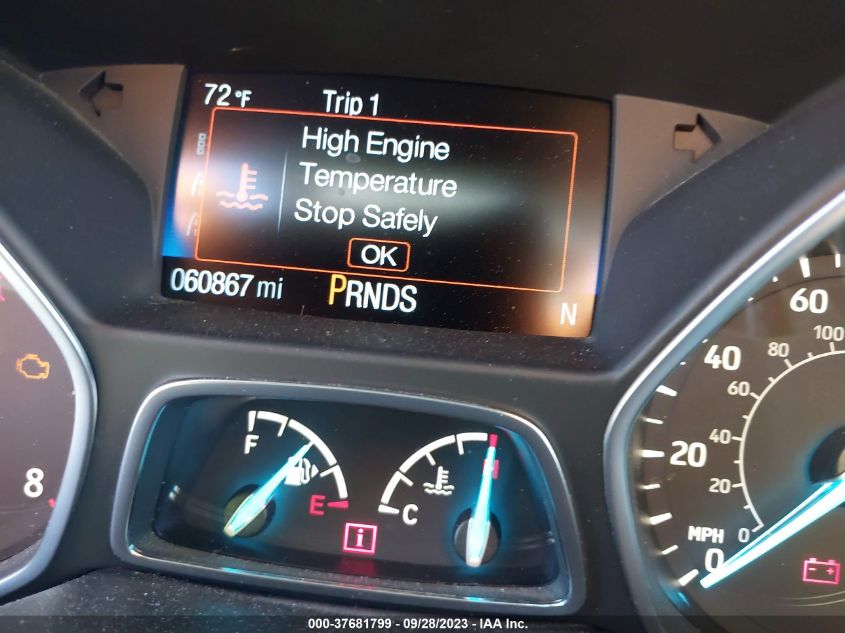 72°F Trip 1
High Engine
Temperature
Stop Safely
OK
060867 mi PRNDS N
F E
C H
i
8
0 20 40 60
0 20 40 60 80 100
MPH
000-37681799 - 09/28/2023 - IAA Inc.